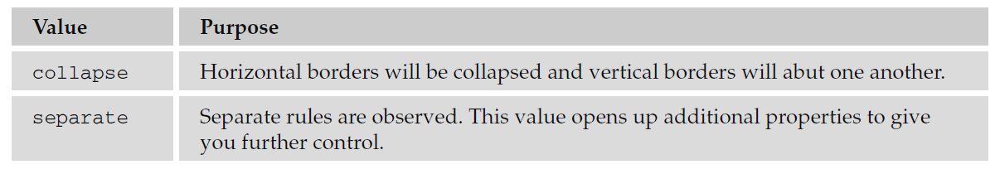 Value Purpose
collapse Horizontal borders will be collapsed and vertical borders will abut one another.
separate Separate rules are observed. This value opens up additional properties to give
you further control.